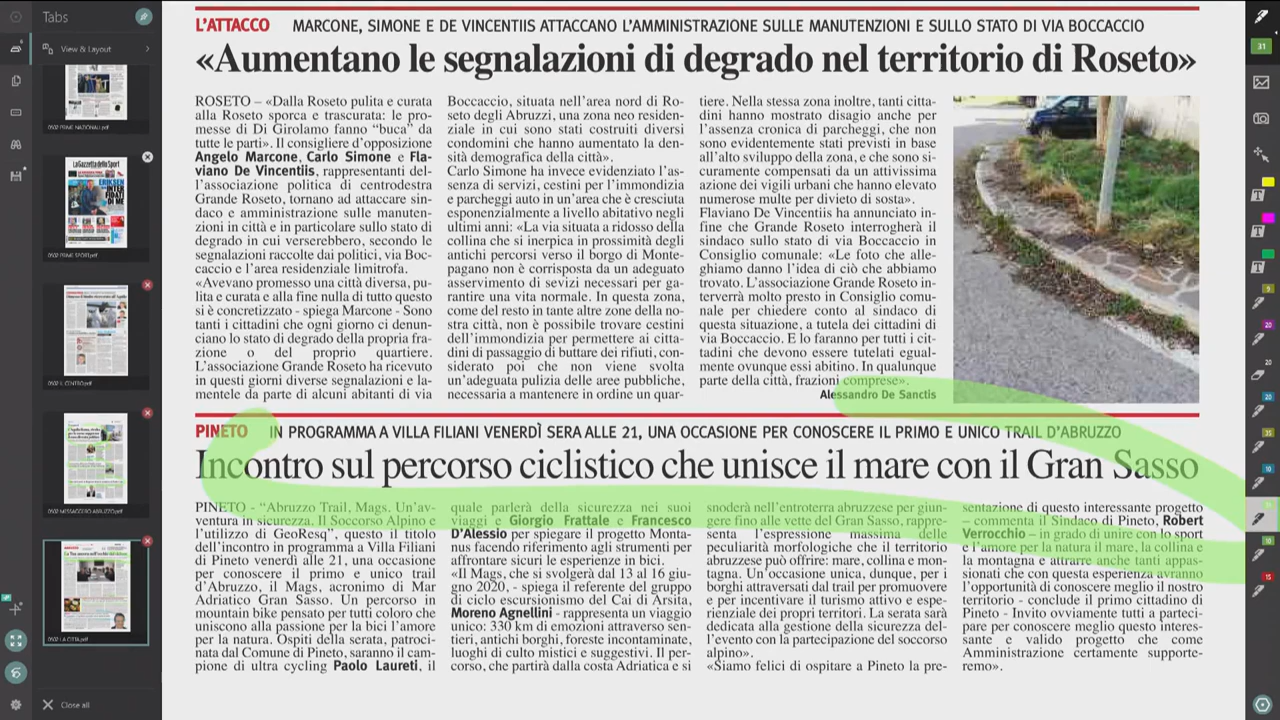 Tabs
View & Layout
0502 PRIME NAZIONALI.pdf
La Gazzetta dello Sport
0502 PRIME SPORT.pdf
0502 IL CENTRO.pdf
0502 MESSAGGERO ABRUZZO.pdf
0502 LA CITTA.pdf
Close all
L'ATTACCO MARCONE, SIMONE E DE VINCENTIIS ATTACCANO L'AMMINISTRAZIONE SULLE MANUTENZIONI E SULLO STATO DI VIA BOCCACCIO
«Aumentano le segnalazioni di degrado nel territorio di Roseto»
ROSETO – «Dalla Roseto pulita e curata
alla Roseto sporca e trascurata: le pro-
messe di Di Girolamo fanno “buca” da
tutte le parti». Il consigliere d'opposizione
Angelo Marcone, Carlo Simone e Fla-
viano De Vincentiis, rappresentanti del-
l'associazione politica di centrodestra
Grande Roseto, tornano ad attaccare sin-
daco e amministrazione sulle manuten-
zioni in città e in particolare sullo stato di
degrado in cui verserebbero, secondo le
segnalazioni raccolte dai politici, via Boc-
caccio e l'area residenziale limitrofa.
«Avevano promesso una città diversa, pu-
lita e curata e alla fine nulla di tutto questo
si è concretizzato - spiega Marcone - Sono
tanti i cittadini che ogni giorno ci denun-
ciano lo stato di degrado della propria fra-
zione o del proprio quartiere.
L'associazione Grande Roseto ha ricevuto
in questi giorni diverse segnalazioni e la-
mentele da parte di alcuni abitanti di via
Boccaccio, situata nell'area nord di Ro-
seto degli Abruzzi, una zona neo residen-
ziale in cui sono stati costruiti diversi
condomini che hanno aumentato la den-
sità demografica della città».
Carlo Simone ha invece evidenziato l'as-
senza di servizi, cestini per l'immondizia
e parcheggi auto in un'area che è cresciuta
esponenzialmente a livello abitativo negli
ultimi anni: «La via situata a ridosso della
collina che si inerpica in prossimità degli
antichi percorsi verso il borgo di Monte-
pagano non è corrisposta da un adeguato
asservimento di sevizi necessari per ga-
rantire una vita normale. In questa zona,
come del resto in tante altre zone della no-
stra città, non è possibile trovare cestini
dell'immondizia per permettere ai citta-
dini di passaggio di buttare dei rifiuti, con-
siderato poi che non viene svolta
un'adeguata pulizia delle aree pubbliche,
necessaria a mantenere in ordine un quar-
tiere. Nella stessa zona inoltre, tanti citta-
dini hanno mostrato disagio anche per
l'assenza cronica di parcheggi, che non
sono evidentemente stati previsti in base
all'alto sviluppo della zona, e che sono si-
curamente compensati da un attivissima
azione dei vigili urbani che hanno elevato
numerose multe per divieto di sosta».
Flaviano De Vincentiis ha annunciato in-
fine che Grande Roseto interrogherà il
sindaco sullo stato di via Boccaccio in
Consiglio comunale: «Le foto che alle-
ghiamo danno l'idea di ciò che abbiamo
trovato. L'associazione Grande Roseto in-
terverrà molto presto in Consiglio comu-
nale per chiedere conto al sindaco di
questa situazione, a tutela dei cittadini di
via Boccaccio. E lo faranno per tutti i cit-
tadini che devono essere tutelati egual-
mente ovunque essi abitino. In qualunque
parte della città, frazioni comprese».
Alessandro De Sanctis
PINETO IN PROGRAMA A VILLA FILIANI VENERDÌ SERA ALLE 21, UNA OCCASIONE PER CONOSCERE IL PRIMO E UNICO TRAIL D'ABRUZZO
Incontro sul percorso ciclistico che unisce il mare con il Gran Sasso
PINETO - “Abruzzo Trail, Mags. Un'av-
ventura in sicurezza. Il Soccorso Alpino e
l'utilizzo di GeoResq”, questo il titolo
dell'incontro in programma a Villa Filiani
di Pineto venerdì alle 21, una occasione
per conoscere il primo e unico trail
d'Abruzzo, il Mags, acronimo di Mar
Adriatico Gran Sasso. Un percorso in
mountain bike pensato per tutti coloro che
uniscono alla passione per la bici l'amore
per la natura. Ospiti della serata, patroci-
nata dal Comune di Pineto, saranno il cam-
pione di ultra cycling Paolo Laureti, il
quale parlerà della sicurezza nei suoi
viaggi e Giorgio Frattale e Francesco
D'Alessio per spiegare il progetto Monta-
naus facendo riferimento agli strumenti per
affrontare sicuri le esperienze in bici.
«Il Mags, che si svolgerà dal 13 al 16 giu-
gno 2020, - spiega il referente del gruppo
di ciclo escursionismo del Cai di Arsita,
Moreno Agnellini - rappresenta un viaggio
unico: 330 km di emozioni attraverso sen-
tieri, antichi borghi, foreste incontaminate,
luoghi di culto mistici e suggestivi. Il per-
corso, che partirà dalla costa Adriatica e si
snoderà nell'entroterra abruzzese per giun-
gere fino alle vette del Gran Sasso, rappre-
senta l'espressione massima delle
peculiarità morfologiche che il territorio
abruzzese può offrire: mare, collina e mon-
tagna. Un'occasione unica, dunque, per i
borghi attraversati dal trail per promuovere
e per incentivare il turismo attivo e espe-
rienziale dei propri territori. La serata sarà
dedicata alla gestione della sicurezza del-
l'evento con la partecipazione del soccorso
alpino».
«Siamo felici di ospitare a Pineto la pre-
sentazione di questo interessante progetto
– commenta il Sindaco di Pineto, Robert
Verrocchio – in grado di unire con lo sport
e l'amore per la natura il mare, la collina e
la montagna e attrarre anche tanti appas-
sionati che con questa esperienza avranno
l'opportunità di conoscere meglio il nostro
territorio - conclude il primo cittadino di
Pineto - Invito ovviamente tutti a parteci-
pare per conoscere meglio questo interes-
sante e valido progetto che come
Amministrazione certamente supporte-
remo».